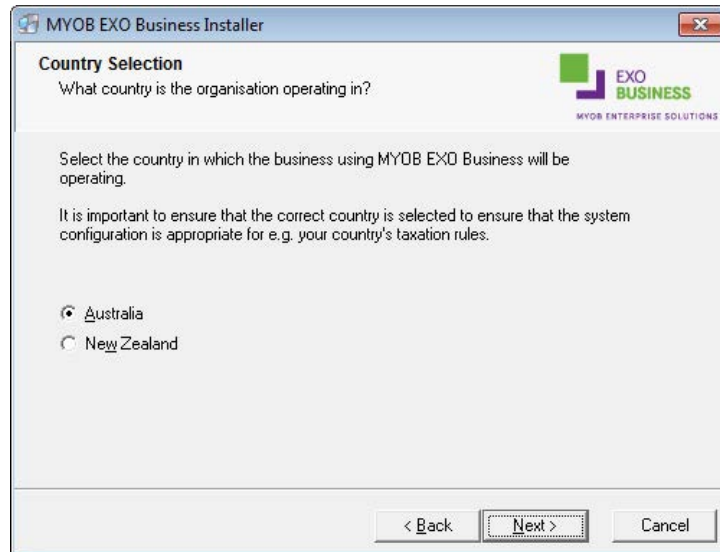 MYOB EXO Business Installer
Country Selection
What country is the organisation operating in?
EXO
BUSINESS
MYOB ENTERPRISE SOLUTIONS
Select the country in which the business using MYOB EXO Business will be
operating.
It is important to ensure that the correct country is selected to ensure that the system
configuration is appropriate for e.g. your country's taxation rules.
Australia
New Zealand
< Back
Next >
Cancel